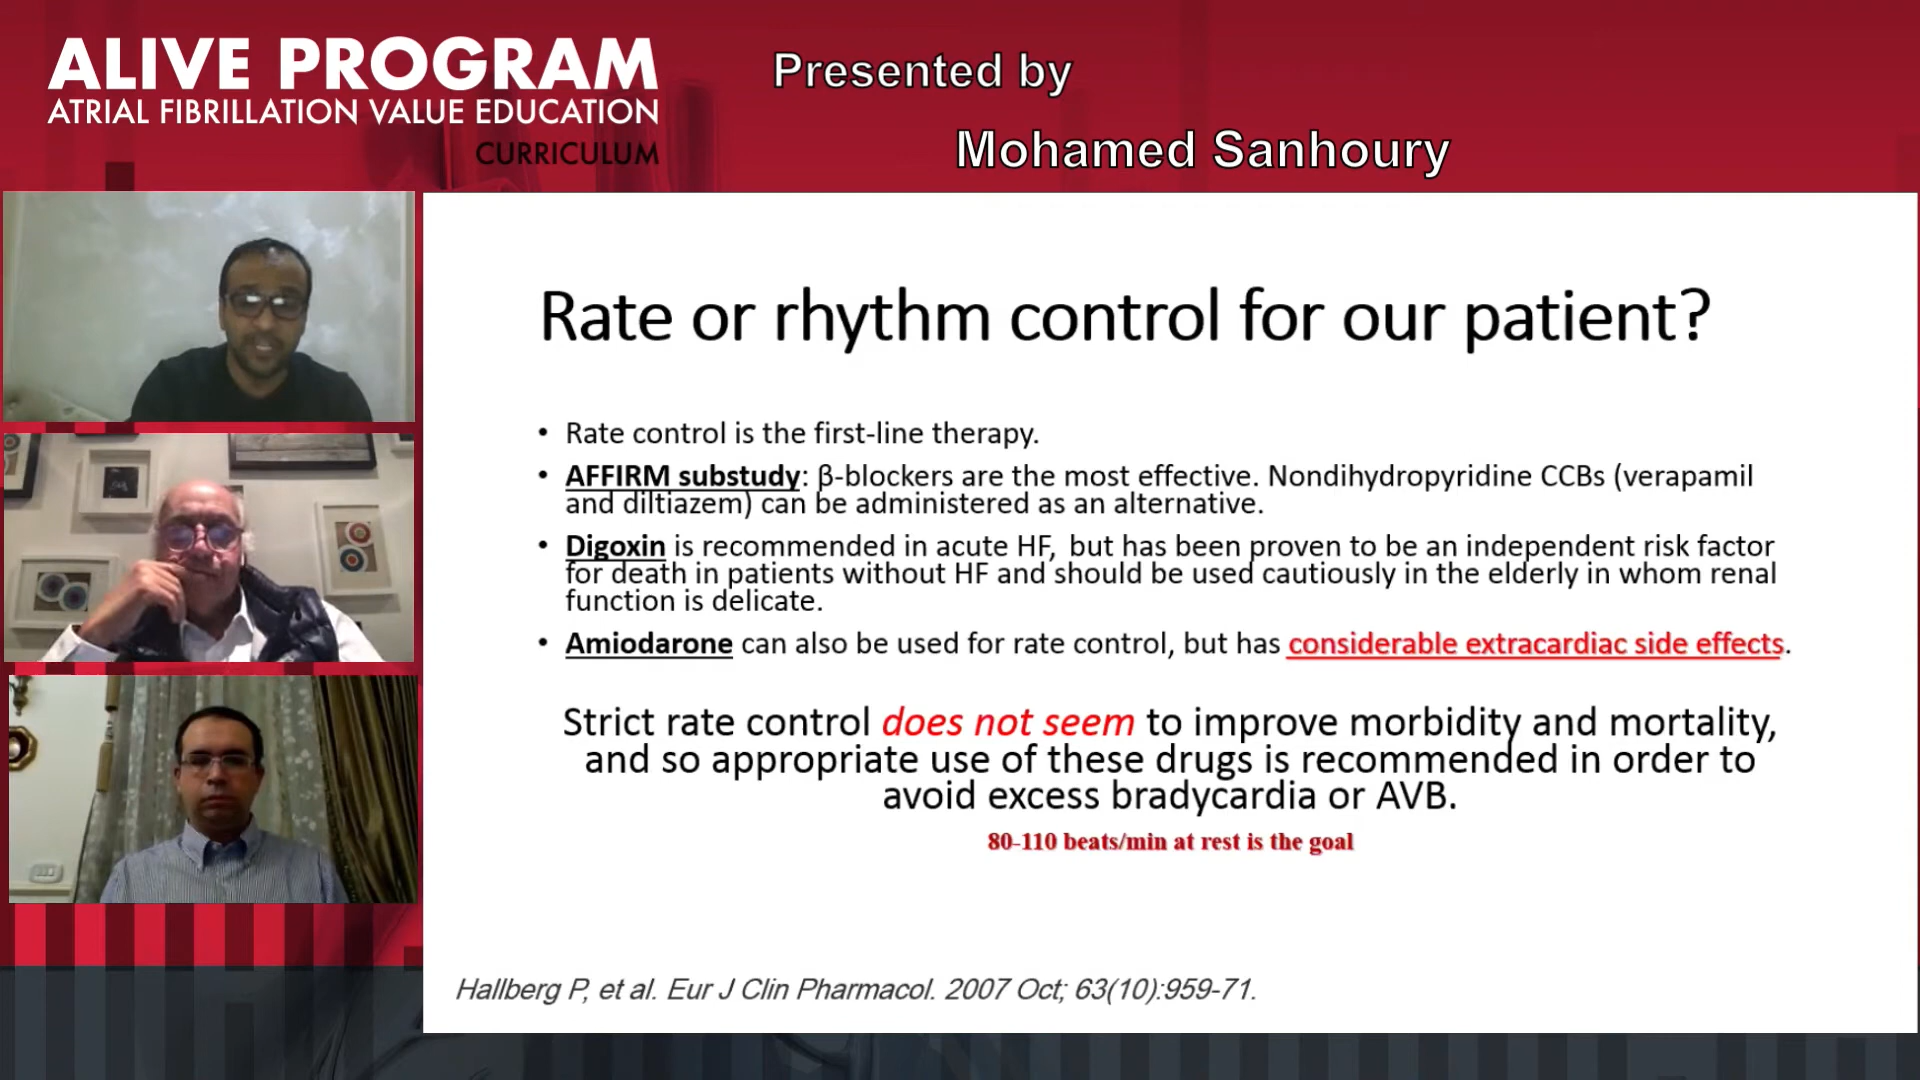 ALIVE PROGRAM
ATRIAL FIBRILLATION VALUE EDUCATION
CURRICULUM
Presented by
Mohamed Sanhoury
Rate or rhythm control for our patient?
• Rate control is the first-line therapy.
• AFFIRM substudy: β-blockers are the most effective. Nondihydropyridine CCBs (verapamil
and diltiazem) can be administered as an alternative.
• Digoxin is recommended in acute HF, but has been proven to be an independent risk factor
for death in patients without HF and should be used cautiously in the elderly in whom renal
function is delicate.
• Amiodarone can also be used for rate control, but has considerable extracardiac side effects.
Strict rate control does not seem to improve morbidity and mortality,
and so appropriate use of these drugs is recommended in order to
avoid excess bradycardia or AVB.
80-110 beats/min at rest is the goal
Hallberg P, et al. Eur J Clin Pharmacol. 2007 Oct; 63(10):959-71.